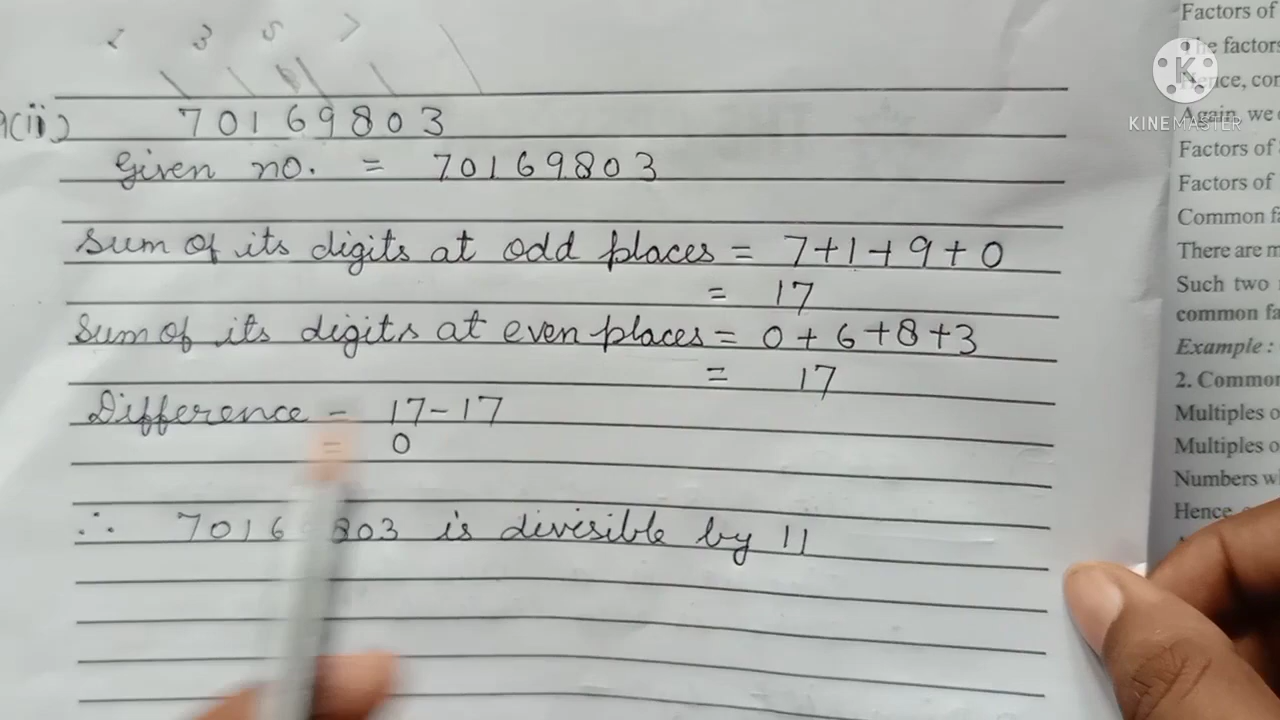 1 3 5 7
9(ii) 70169803
Given no. = 70169803
Sum of its digits at odd places = 7+1+9+0
= 17
Sum of its digits at even places = 0+6+8+3
= 17
Difference = 17-17
= 0
∴ 7016 803 is divisible by 11
KINEMASTER
Factors of
The factors
Hence, con
Again, we
Factors of
Factors of
Common fa
There are m
Such two
common fa
Example :
2. Common
Multiples o
Multiples o
Numbers wi
Hence